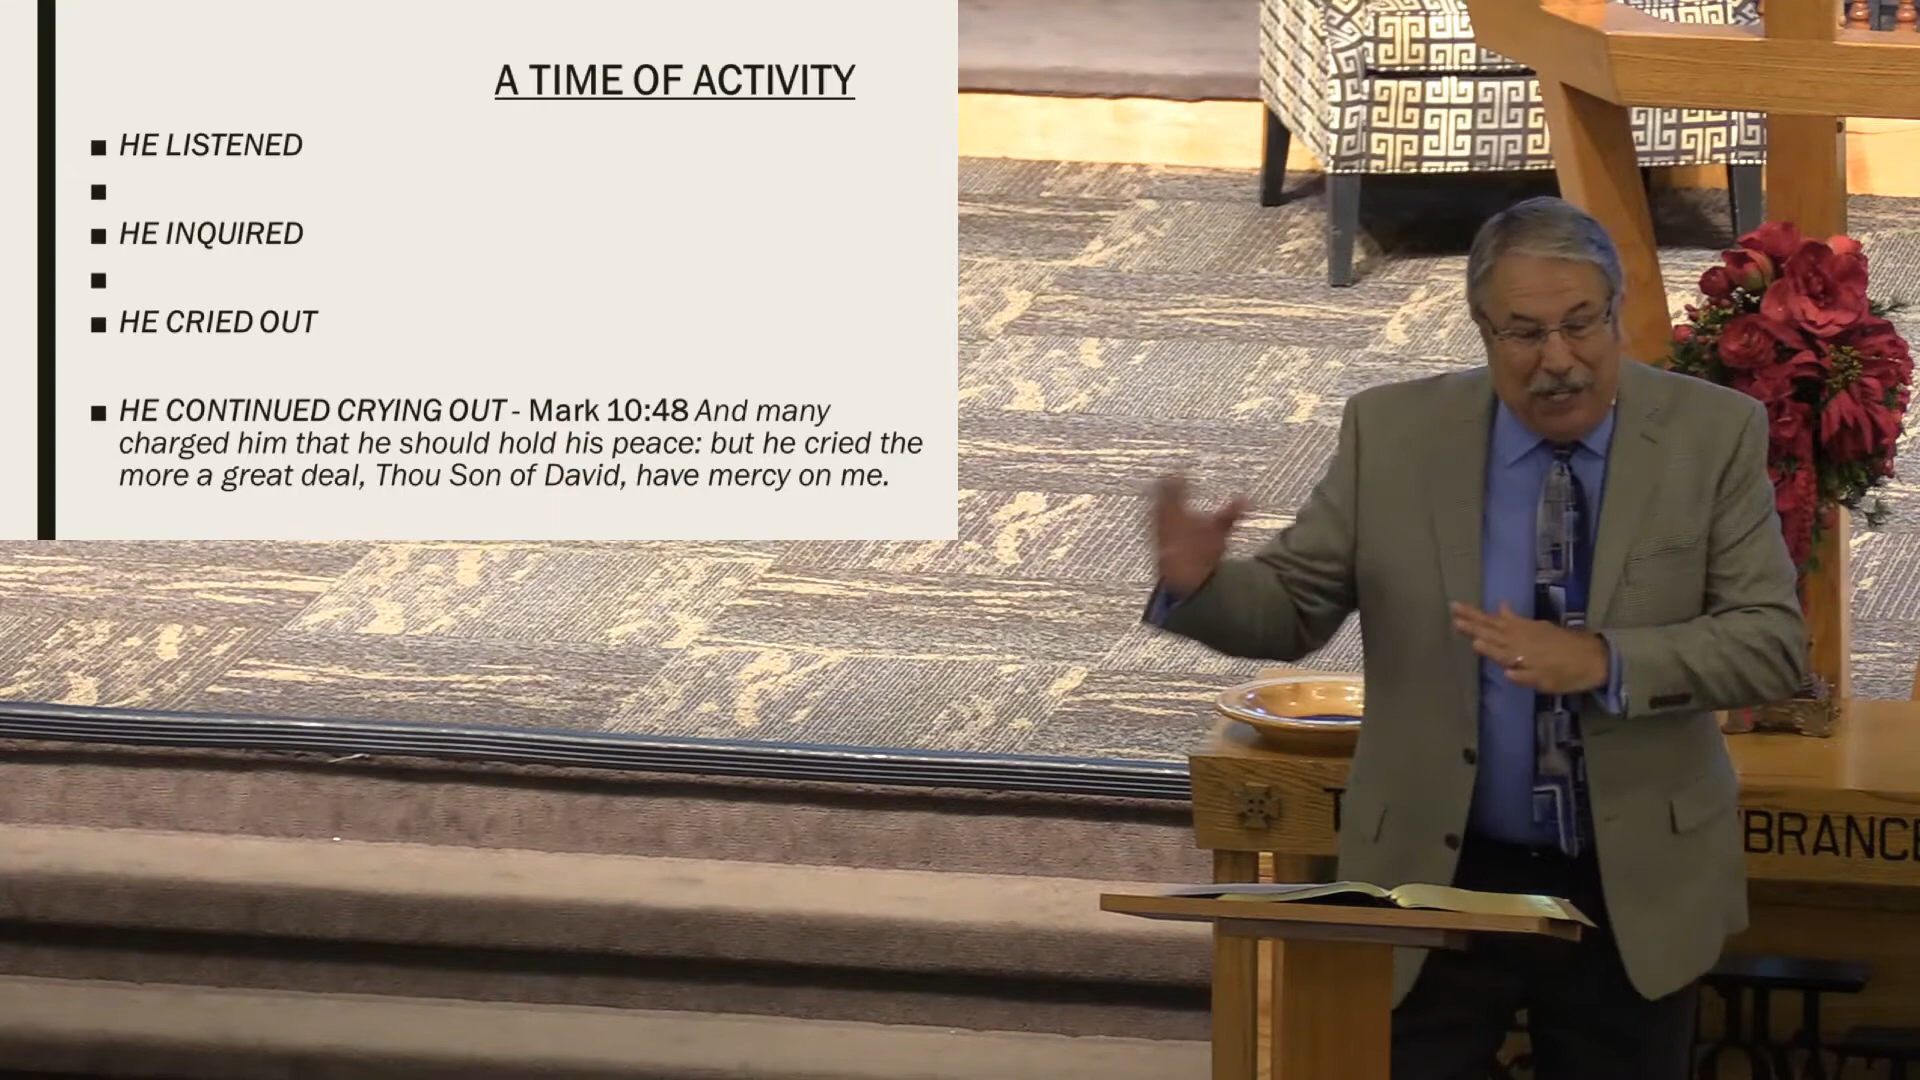 A TIME OF ACTIVITY
HE LISTENED
HE INQUIRED
HE CRIED OUT
HE CONTINUED CRYING OUT - Mark 10:48 And many
charged him that he should hold his peace: but he cried the
more a great deal, Thou Son of David, have mercy on me.